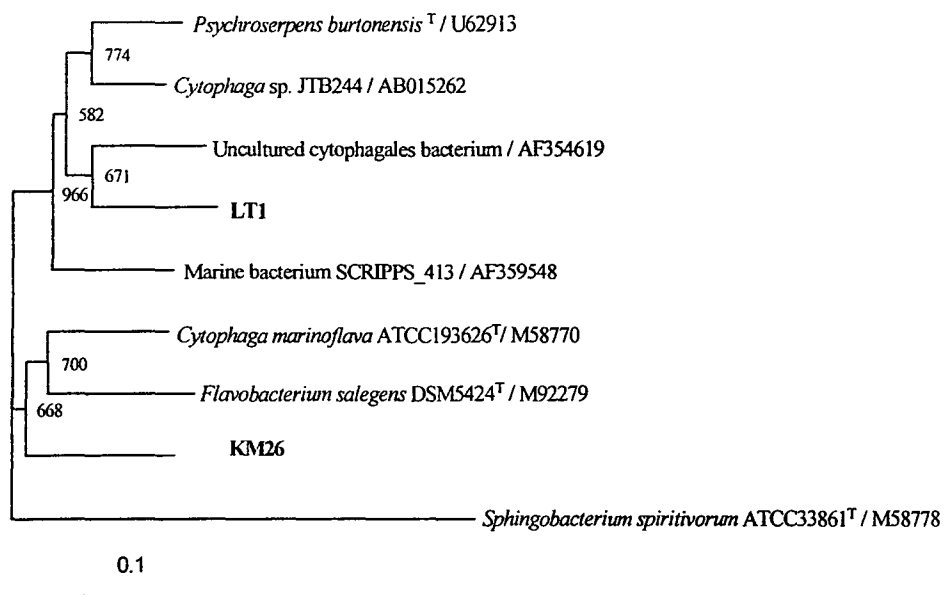 Psychroserpens burtonensis T / U62913
774
Cytophaga sp. JTB244 / AB015262
582
Uncultured cytophagales bacterium / AF354619
671
966
LT1
Marine bacterium SCRIPPS_413 / AF359548
Cytophaga marinoflava ATCC193626T/ M58770
700
Flavobacterium salegens DSM5424T / M92279
668
KM26
Sphingobacterium spiritivorum ATCC33861T / M58778
0.1